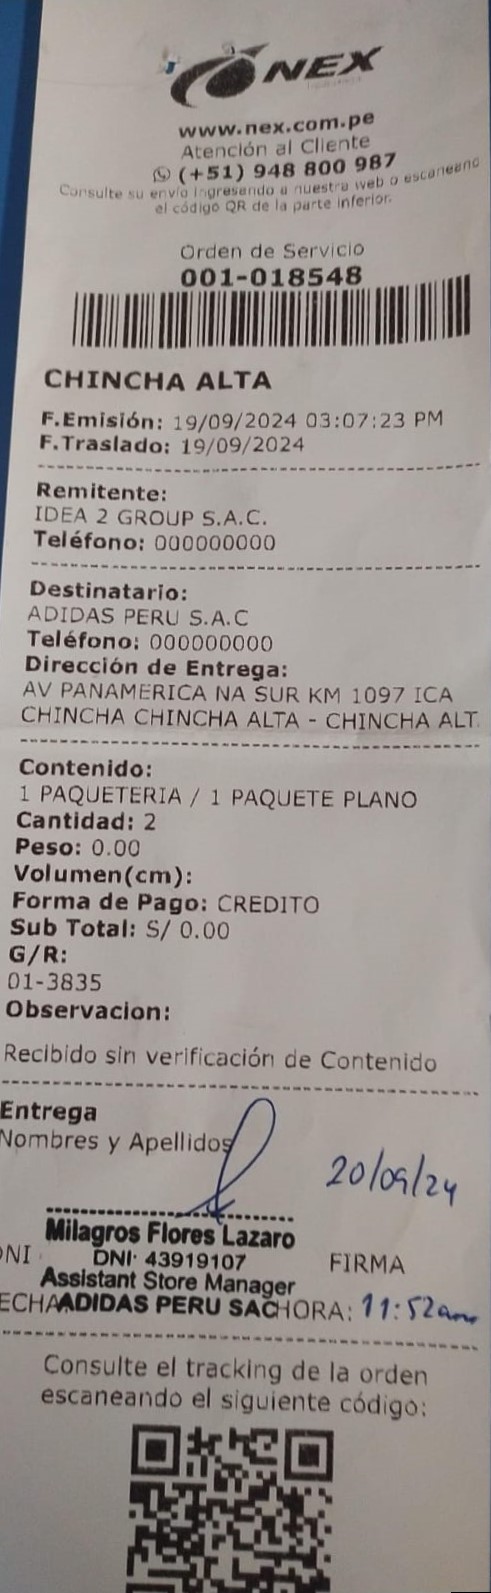 NEX
www.nex.com.pe
Atención al Cliente
(+51) 948 800 987
Consulte su envío ingresando a nuestra web o escaneand
el código QR de la parte inferior.
Orden de Servicio
001-018548
CHINCHA ALTA
F.Emisión: 19/09/2024 03:07:23 PM
F.Traslado: 19/09/2024
Remitente:
IDEA 2 GROUP S.A.C.
Teléfono: 000000000
Destinatario:
ADIDAS PERU S.A.C
Teléfono: 000000000
Dirección de Entrega:
AV PANAMERICA NA SUR KM 1097 ICA
CHINCHA CHINCHA ALTA - CHINCHA ALT
Contenido:
1 PAQUETERIA / 1 PAQUETE PLANO
Cantidad: 2
Peso: 0.00
Volumen(cm):
Forma de Pago: CREDITO
Sub Total: S/ 0.00
G/R:
01-3835
Observacion:
Recibido sin verificación de Contenido
Entrega
Nombres y Apellidos
20/09/24
Milagros Flores Lazaro
DNI DNI· 43919107 FIRMA
Assistant Store Manager
ECHA ADIDAS PERU SAC HORA: 11:52am
Consulte el tracking de la orden
escaneando el siguiente código: